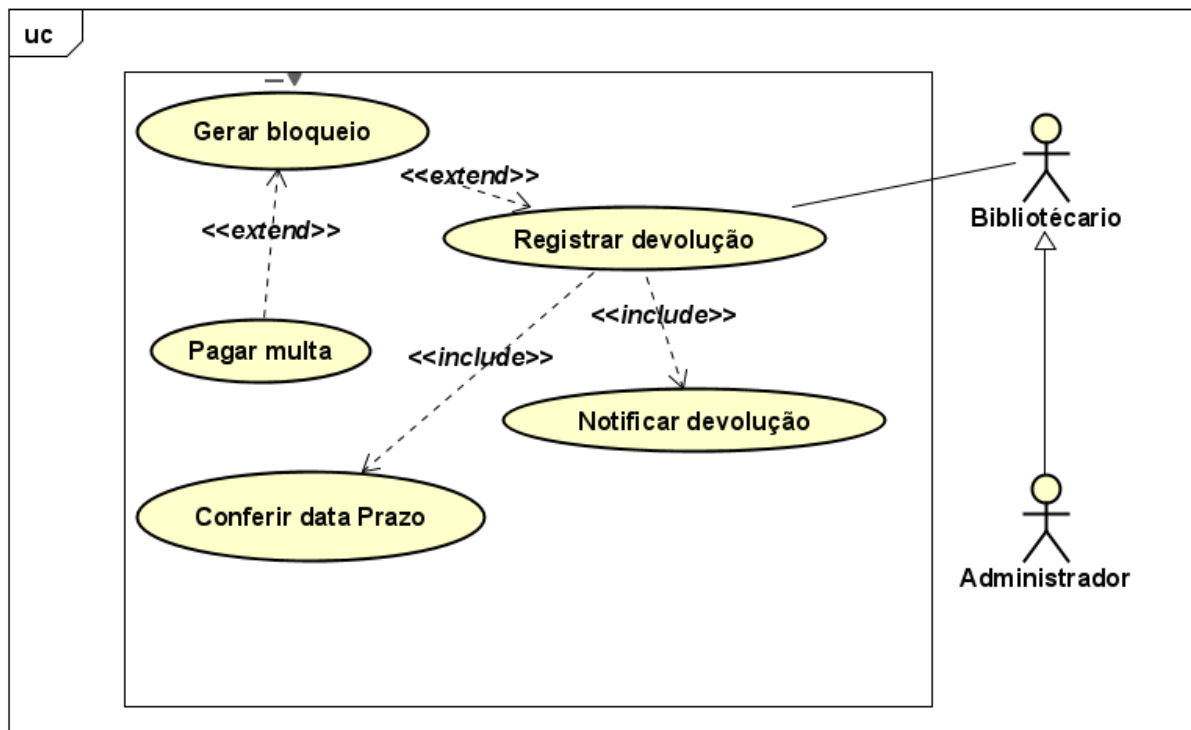 uc
Gerar bloqueio
<<extend>>
Registrar devolução
Bibliotécario
<<extend>>
<<include>>
Pagar multa
<<include>>
Notificar devolução
Conferir data Prazo
Administrador